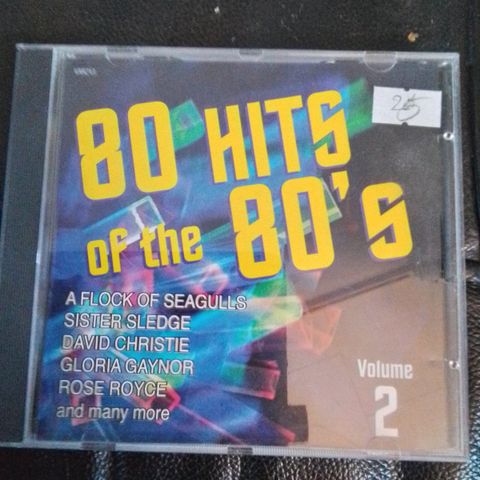 80 HITS
of the 80's
A FLOCK OF SEAGULLS
SISTER SLEDGE
DAVID CHRISTIE
GLORIA GAYNOR
ROSE ROYCE
and many more
Volume
2